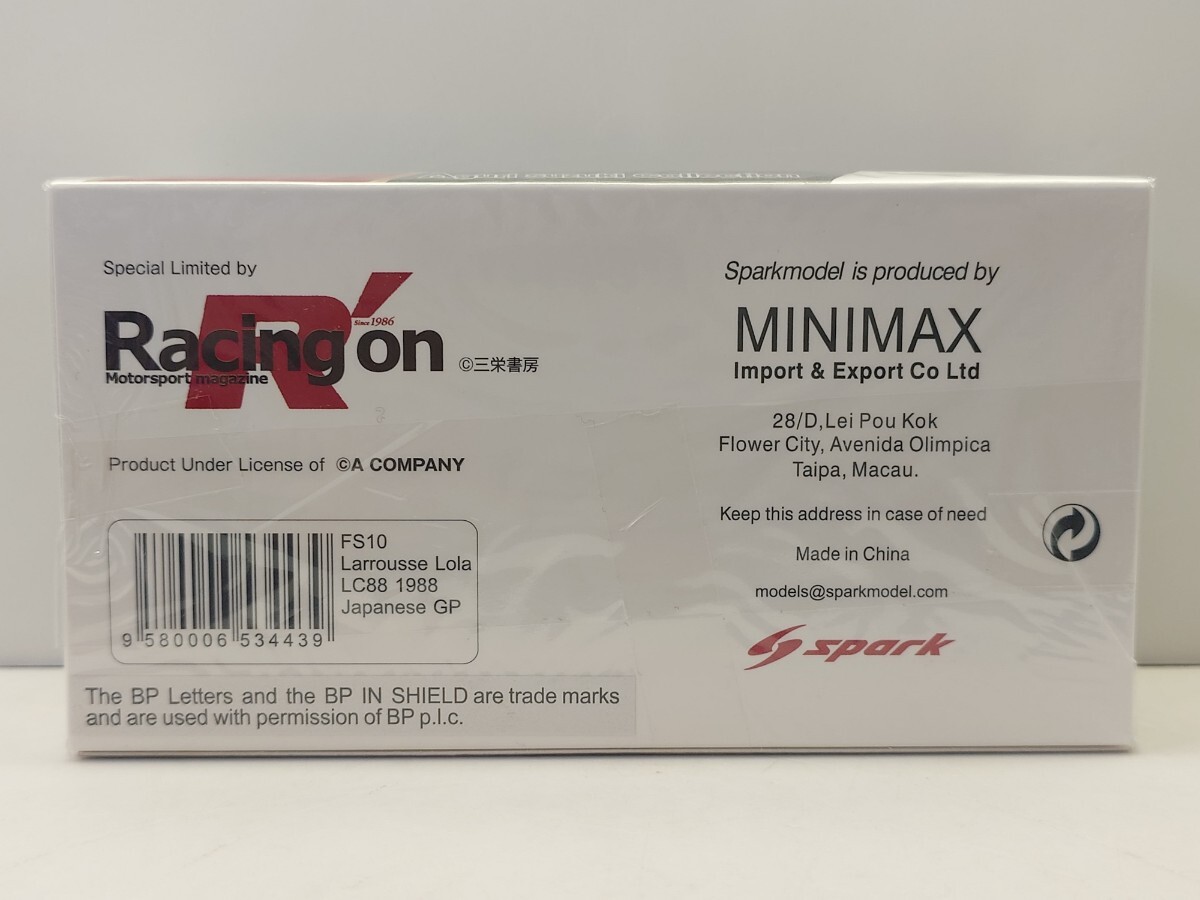 Special Limited by
Since 1986
Racing'on
Motorsport magazine
©三栄書房
Product Under License of ©A COMPANY
FS10
Larrousse Lola
LC88 1988
Japanese GP
9 580006 534439
The BP Letters and the BP IN SHIELD are trade marks
and are used with permission of BP p.l.c.
Sparkmodel is produced by
MINIMAX
Import & Export Co Ltd
28/D,Lei Pou Kok
Flower City, Avenida Olimpica
Taipa, Macau.
Keep this address in case of need
Made in China
models@sparkmodel.com
spark